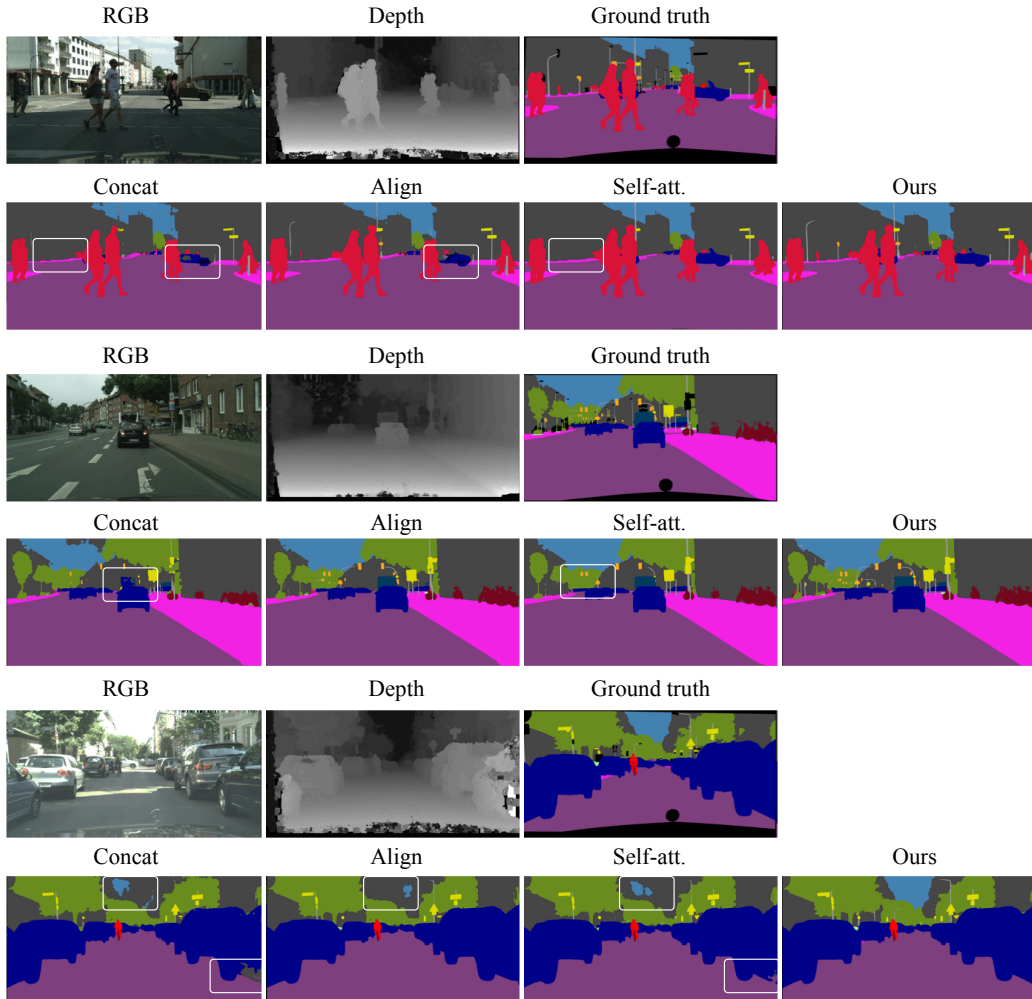 RGB Depth Ground truth
Concat Align Self-att. Ours
RGB Depth Ground truth
Concat Align Self-att. Ours
RGB Depth Ground truth
Concat Align Self-att. Ours